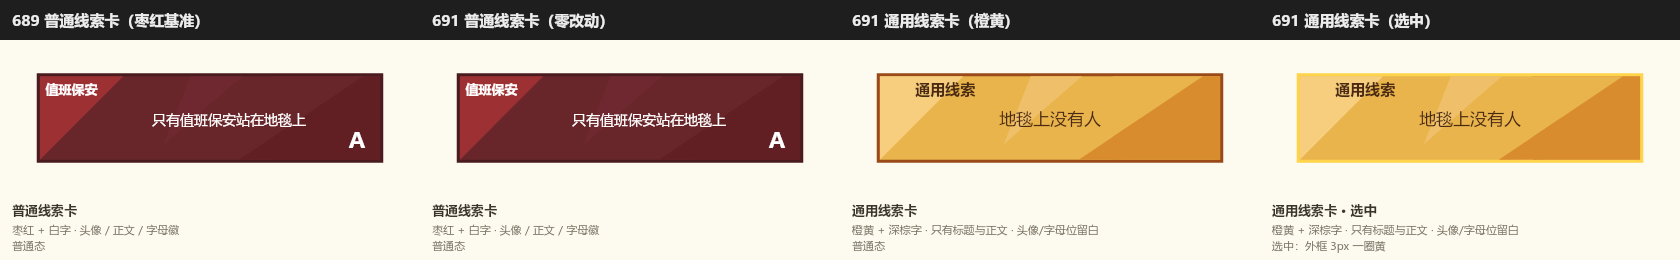 689 普通线索卡（枣红基准）
值班保安
只有值班保安站在地毯上
A
普通线索卡
枣红 + 白字 · 头像 / 正文 / 字母徽
普通态
691 普通线索卡（零改动）
值班保安
只有值班保安站在地毯上
A
普通线索卡
枣红 + 白字 · 头像 / 正文 / 字母徽
普通态
691 通用线索卡（橙黄）
通用线索
地毯上没有人
通用线索卡
橙黄 + 深棕字 · 只有标题与正文 · 头像/字母位留白
普通态
691 通用线索卡（选中）
通用线索
地毯上没有人
通用线索卡 · 选中
橙黄 + 深棕字 · 只有标题与正文 · 头像/字母位留白
选中：外框 3px 一圈黄